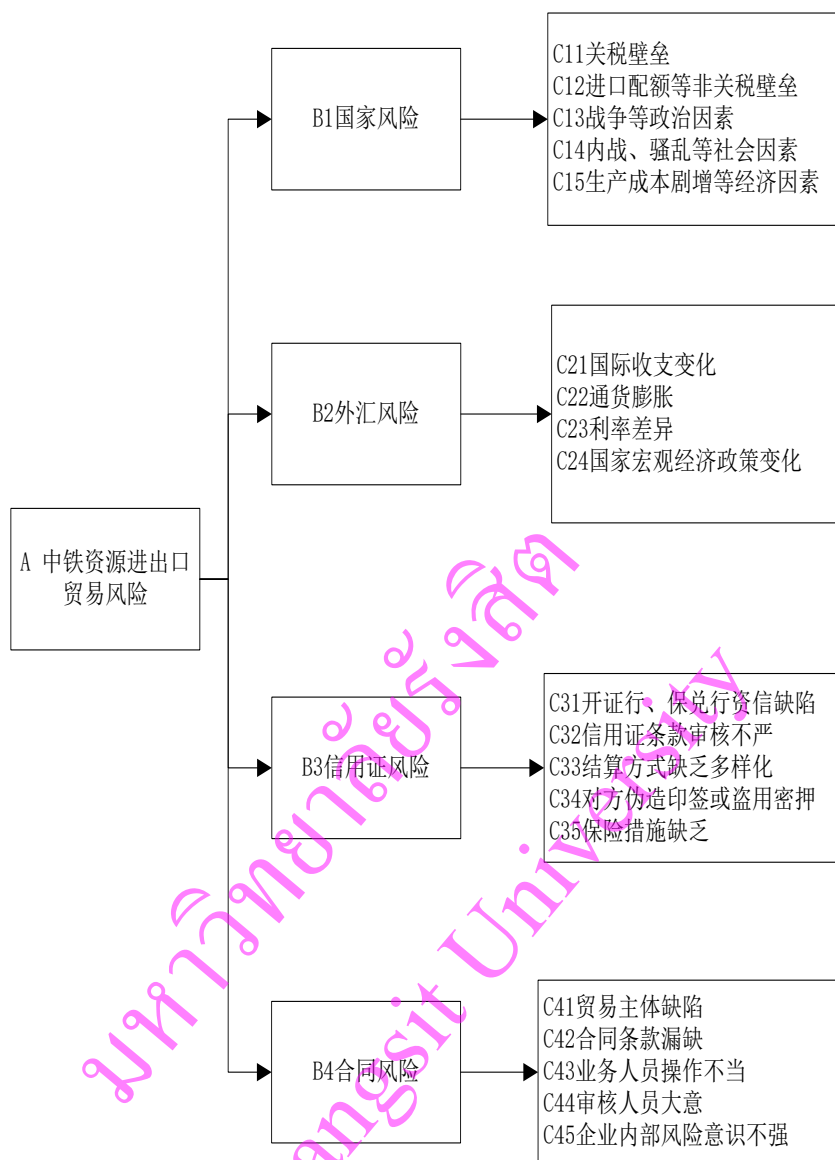 A 中铁资源进出口
贸易风险
B1国家风险
C11关税壁垒
C12进口配额等非关税壁垒
C13战争等政治因素
C14内战、骚乱等社会因素
C15生产成本剧增等经济因素
B2外汇风险
C21国际收支变化
C22通货膨胀
C23利率差异
C24国家宏观经济政策变化
B3信用证风险
C31开证行、保兑行资信缺陷
C32信用证条款审核不严
C33结算方式缺乏多样化
C34对方伪造印签或盗用密押
C35保险措施缺乏
B4合同风险
C41贸易主体缺陷
C42合同条款漏缺
C43业务人员操作不当
C44审核人员大意
C45企业内部风险意识不强
มหาวิทยาลัยรังสิต
angsit University